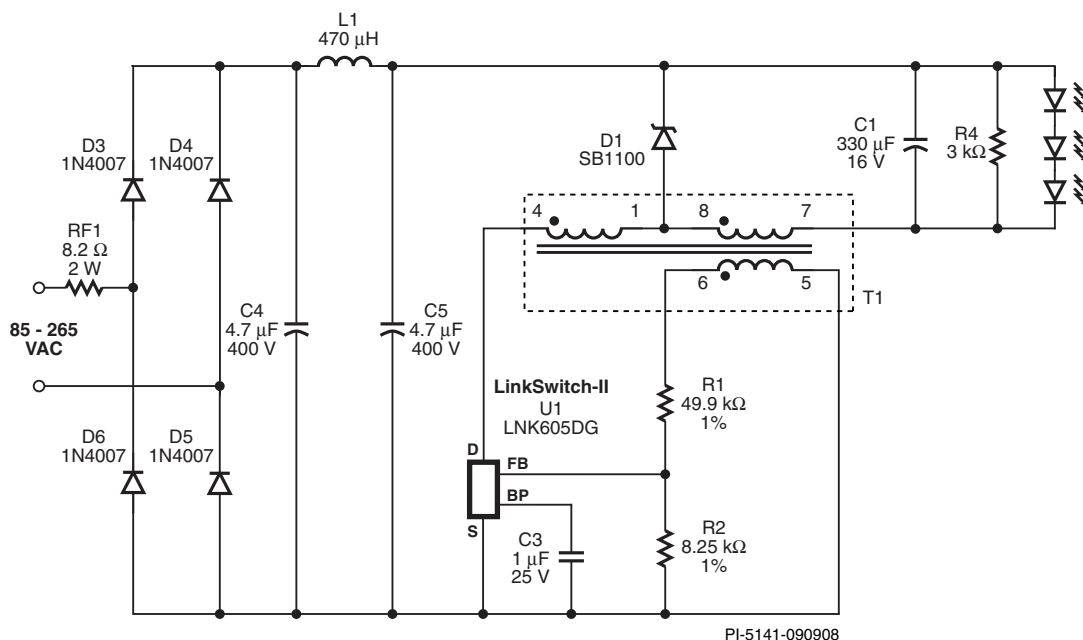 L1
470 µH
D3
1N4007
D4
1N4007
D1
SB1100
C1
330 µF
16 V
R4
3 kΩ
4
1
8
7
RF1
8.2 Ω
2 W
6
5
T1
85 - 265
VAC
C4
4.7 µF
400 V
C5
4.7 µF
400 V
LinkSwitch-II
U1
LNK605DG
R1
49.9 kΩ
1%
D6
1N4007
D5
1N4007
D
FB
BP
S
C3
1 µF
25 V
R2
8.25 kΩ
1%
PI-5141-090908